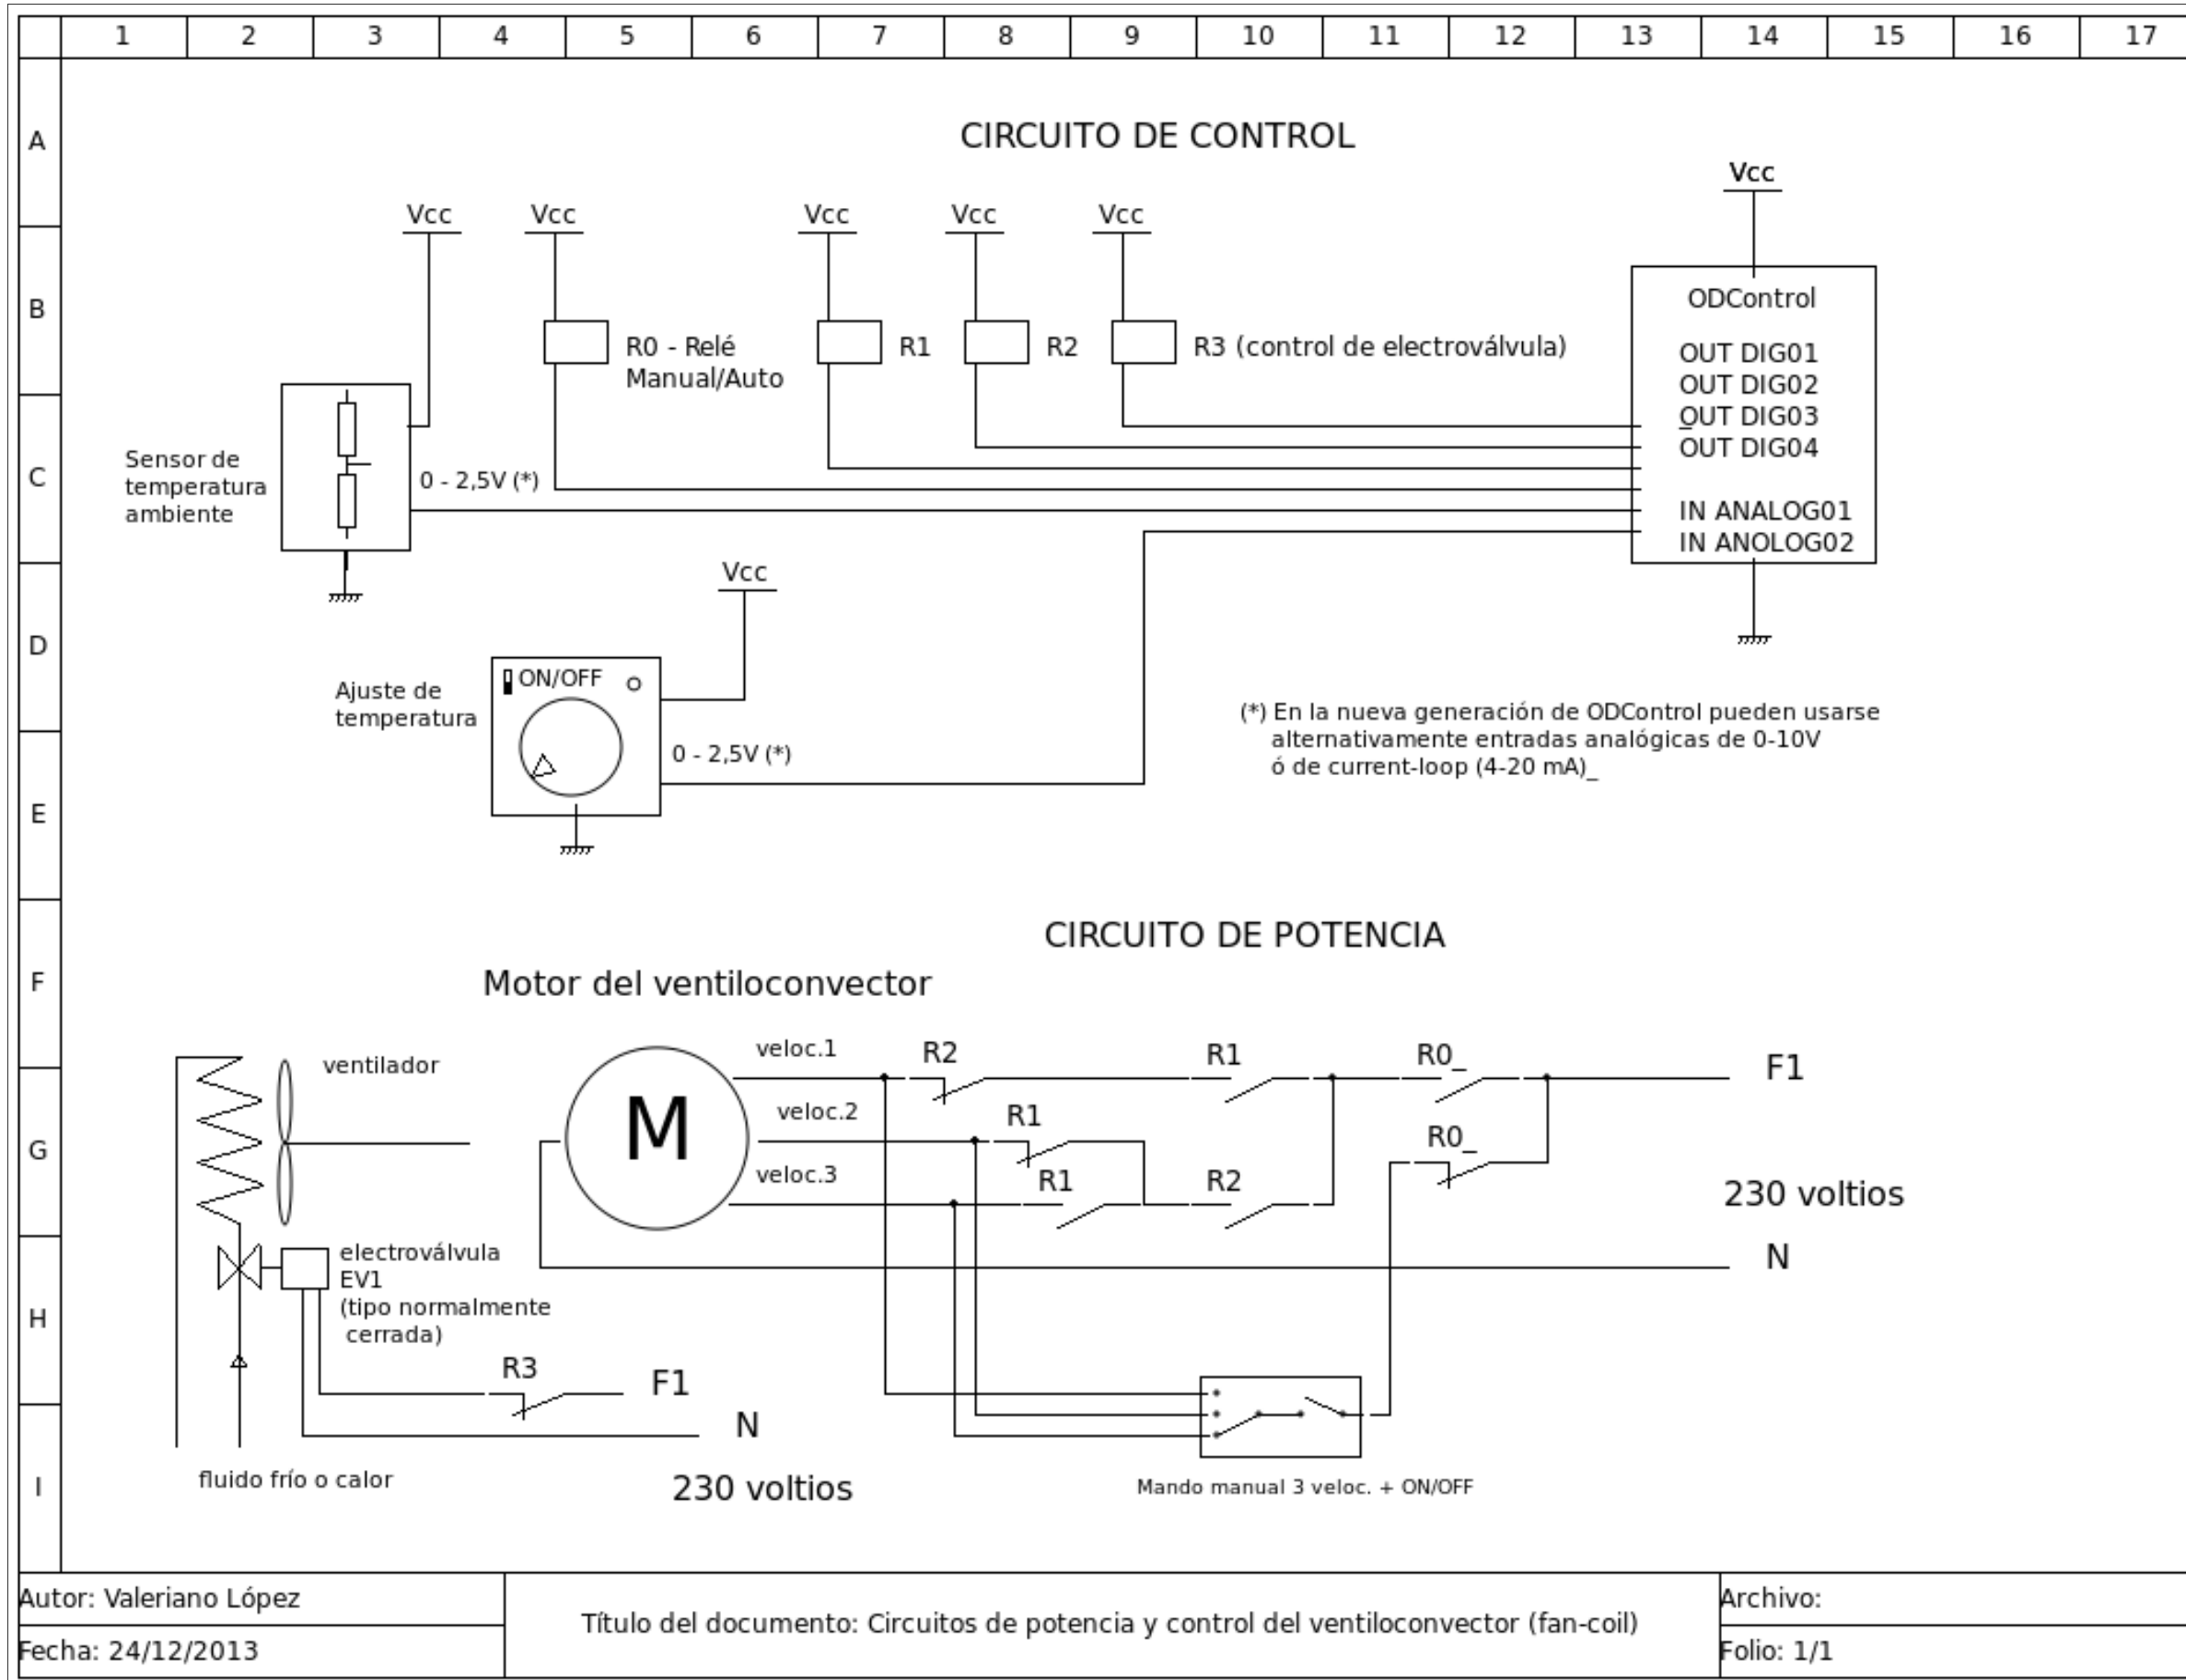 1 2 3 4 5 6 7 8 9 10 11 12 13 14 15 16 17
A
CIRCUITO DE CONTROL
Vcc
Vcc Vcc Vcc Vcc Vcc
B
ODControl
R0 - Relé
Manual/Auto
R1
R2
R3 (control de electroválvula)
OUT DIG01
OUT DIG02
OUT DIG03
OUT DIG04
IN ANALOG01
IN ANOLOG02
C
Sensor de
temperatura
ambiente
0 - 2,5V (*)
Vcc
D
ON/OFF
Ajuste de
temperatura
0 - 2,5V (*)
(*) En la nueva generación de ODControl pueden usarse
alternativamente entradas analógicas de 0-10V
ó de current-loop (4-20 mA)_
E
CIRCUITO DE POTENCIA
F
Motor del ventiloconvector
ventilador
M
veloc.1
R2
R1
R0_
F1
veloc.2
R1
R0_
G
veloc.3
R1
R2
230 voltios
N
electroválvula
EV1
(tipo normalmente
cerrada)
H
R3
F1
N
fluido frío o calor
230 voltios
Mando manual 3 veloc. + ON/OFF
I
Autor: Valeriano López
Fecha: 24/12/2013
Título del documento: Circuitos de potencia y control del ventiloconvector (fan-coil)
Archivo:
Folio: 1/1